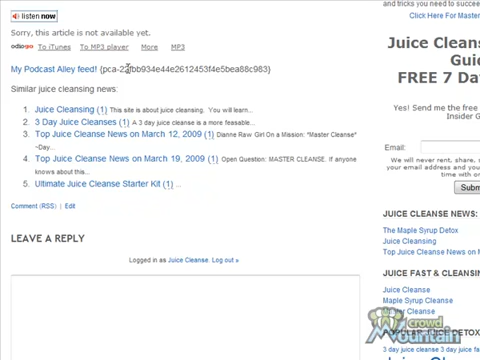 and tricks you need to succeed
Click Here For Master
listen now
Sorry, this article is not available yet.
odiogo To iTunes To MP3 player More MP3
My Podcast Alley feed! {pca-22fbb934e44e2612453f4e5bea88c983}
Similar juice cleansing news:
1. Juice Cleansing (1) This site is about juice cleansing. You will learn...
2. 3 Day Juice Cleanses (1) A 3 day juice cleanse is a more feasable...
3. Top Juice Cleanse News on March 12, 2009 (1) Dianne Raw Girl On a Mission: "Master Cleanse"
~Day...
4. Top Juice Cleanse News on March 19, 2009 (1) Open Question: MASTER CLEANSE. If anyone
knows about this...
5. Ultimate Juice Cleanse Starter Kit (1) ...
Comment (RSS) | Edit
LEAVE A REPLY
Logged in as Juice Cleanse. Log out »
Juice Cleans
Gui
FREE 7 Da
Yes! Send me the free
Insider G
Email:
We will never rent, share,
your email address and you
time with
Subm
JUICE CLEANSE NEWS:
The Maple Syrup Detox
Juice Cleansing
Top Juice Cleanse News on M
JUICE FAST & CLEANSIN
Juice Cleanse
Maple Syrup Cleanse
Master Cleanse
crowd
Mountain
POPULAR JUICE DETOX
3 day juice cleanse 3 day juice f